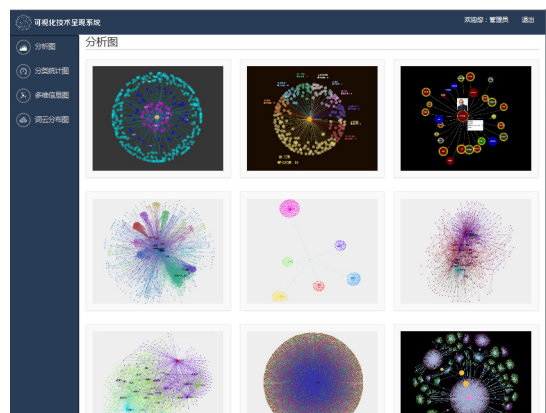 可视化技术呈现系统
欢迎您：管理员 退出
分析图
分类统计图
多维信息图
词云分布图
分析图